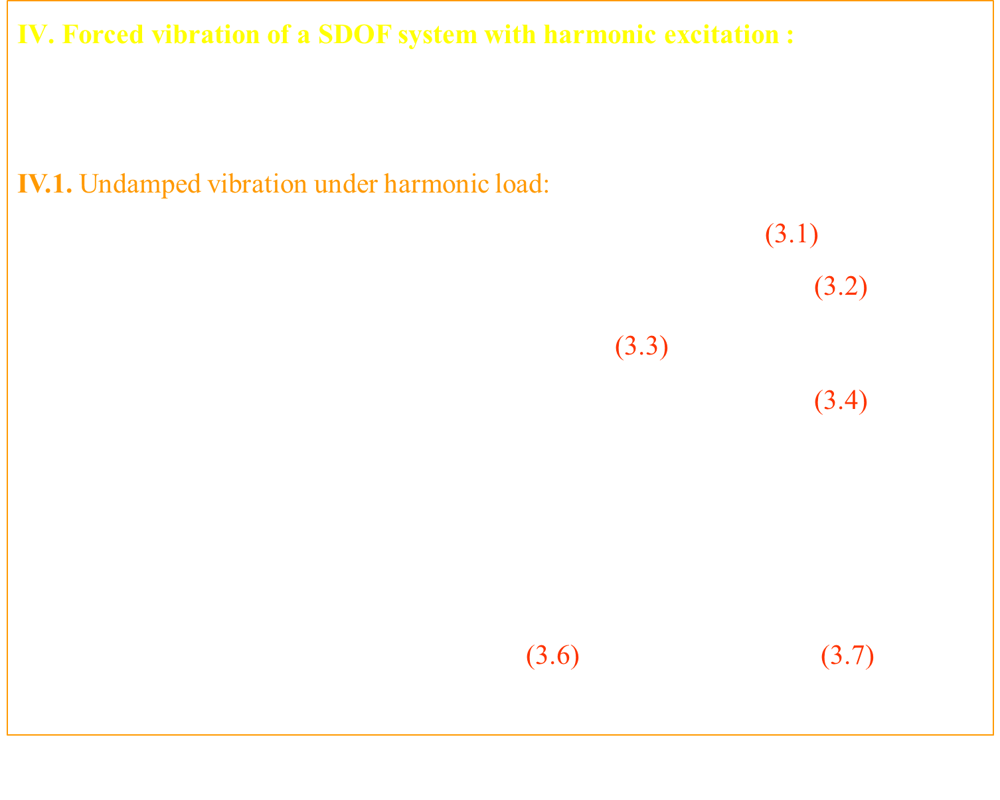 IV. Forced vibration of a SDOF system with harmonic excitation :
IV.1. Undamped vibration under harmonic load:
(3.1)
(3.2)
(3.3)
(3.4)
(3.6) (3.7)